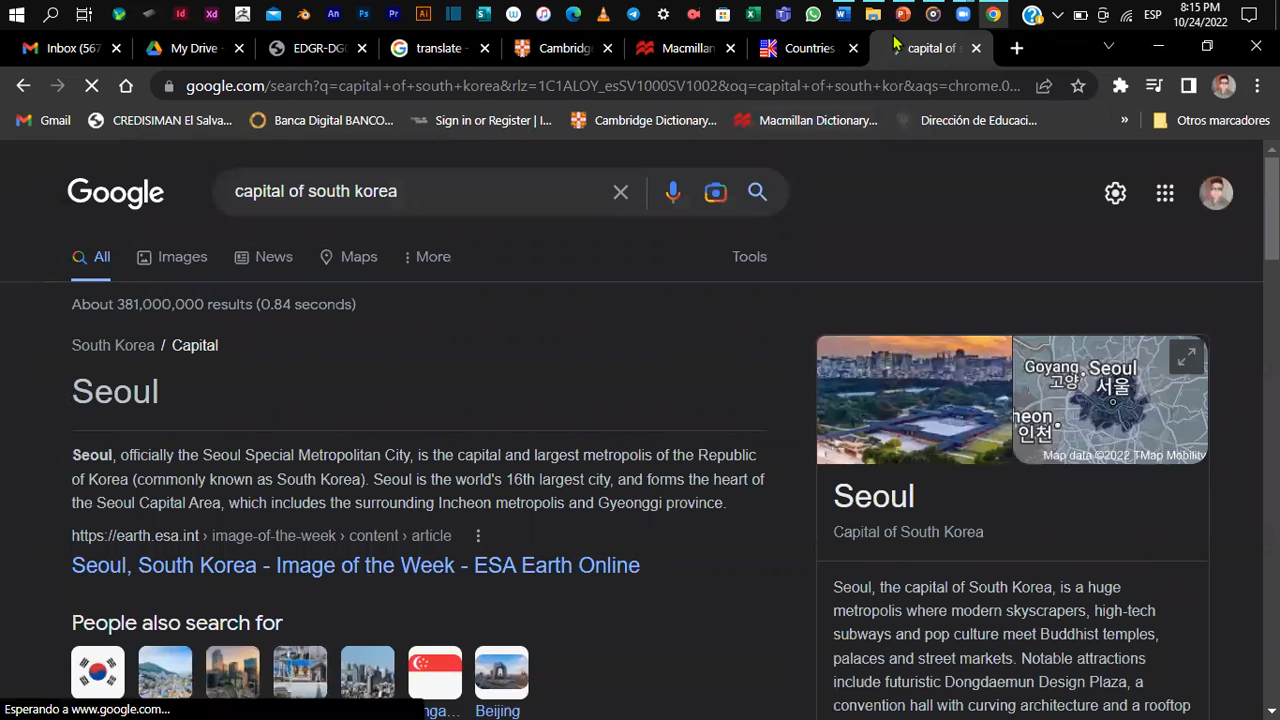 8:15 PM
ESP
10/24/2022
Id
Xd
An
Ps
Pr
Ai
Inbox (567
My Drive -
EDGR-DG
translate -
Cambridg
Macmillan
Countries
capital of s
google.com/search?q=capital+of+south+korea&rlz=1C1ALOY_esSV1000SV1002&oq=capital+of+south+kor&aqs=chrome.0...
Gmail
CREDISIMAN El Salva...
Banca Digital BANCO...
Sign in or Register | I...
Cambridge Dictionary...
Macmillan Dictionary...
Dirección de Educaci...
»
Otros marcadores
Google
capital of south korea
All
Images
News
Maps
More
Tools
About 381,000,000 results (0.84 seconds)
South Korea / Capital
Seoul
Seoul, officially the Seoul Special Metropolitan City, is the capital and largest metropolis of the Republic
of Korea (commonly known as South Korea). Seoul is the world's 16th largest city, and forms the heart of
the Seoul Capital Area, which includes the surrounding Incheon metropolis and Gyeonggi province.
https://earth.esa.int › image-of-the-week › content › article
Seoul, South Korea - Image of the Week - ESA Earth Online
People also search for
nga...
Beijing
Goyang
고양
Seoul
서울
heon
인천
Map data ©2022 TMap Mobility
Seoul
Capital of South Korea
Seoul, the capital of South Korea, is a huge
metropolis where modern skyscrapers, high-tech
subways and pop culture meet Buddhist temples,
palaces and street markets. Notable attractions
include futuristic Dongdaemun Design Plaza, a
convention hall with curving architecture and a rooftop
Esperando a www.google.com...